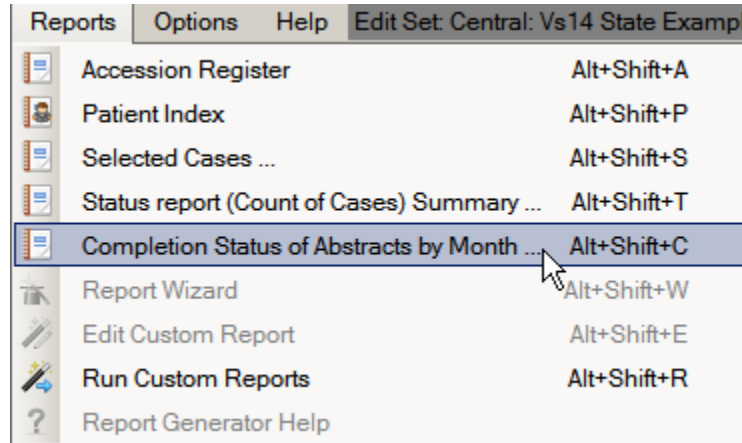 Reports Options Help Edit Set: Central: Vs14 State Exampl
Accession Register Alt+Shift+A
Patient Index Alt+Shift+P
Selected Cases ... Alt+Shift+S
Status report (Count of Cases) Summary ... Alt+Shift+T
Completion Status of Abstracts by Month ... Alt+Shift+C
Report Wizard Alt+Shift+W
Edit Custom Report Alt+Shift+E
Run Custom Reports Alt+Shift+R
? Report Generator Help